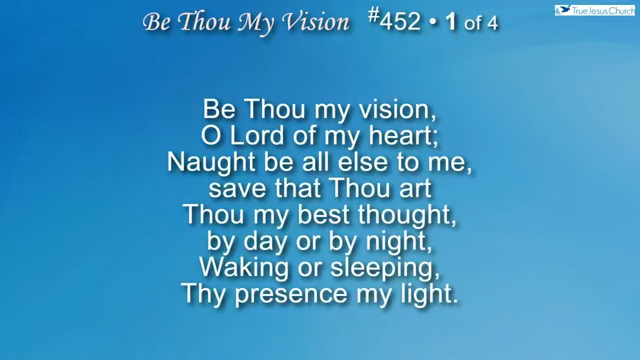 Be Thou My Vision #452 • 1 of 4
True Jesus Church
Be Thou my vision,
O Lord of my heart;
Naught be all else to me,
save that Thou art
Thou my best thought,
by day or by night,
Waking or sleeping,
Thy presence my light.